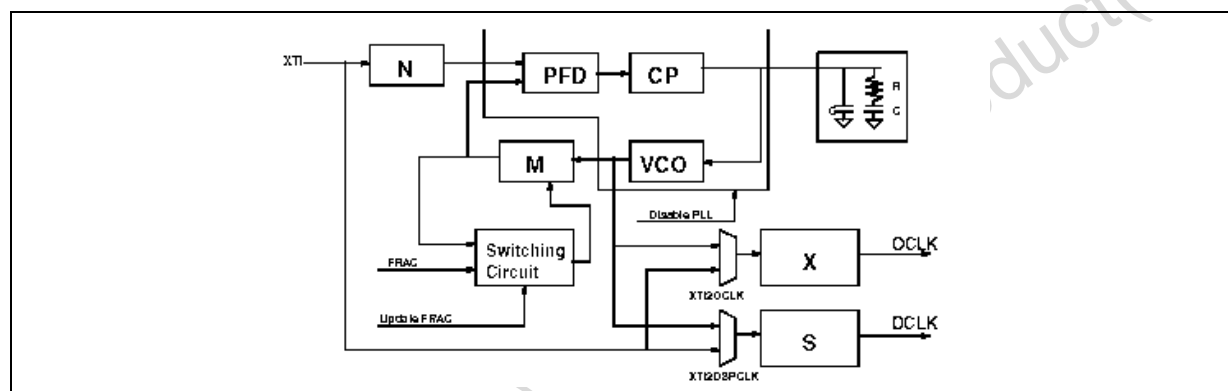 XTI
N
PFD
CP
R
C
C
M
VCO
Disable PLL
Switching
Circuit
FRAC
Update FRAC
X
OCLK
XTI2OCLK
S
DCLK
XTI2DSPCLK